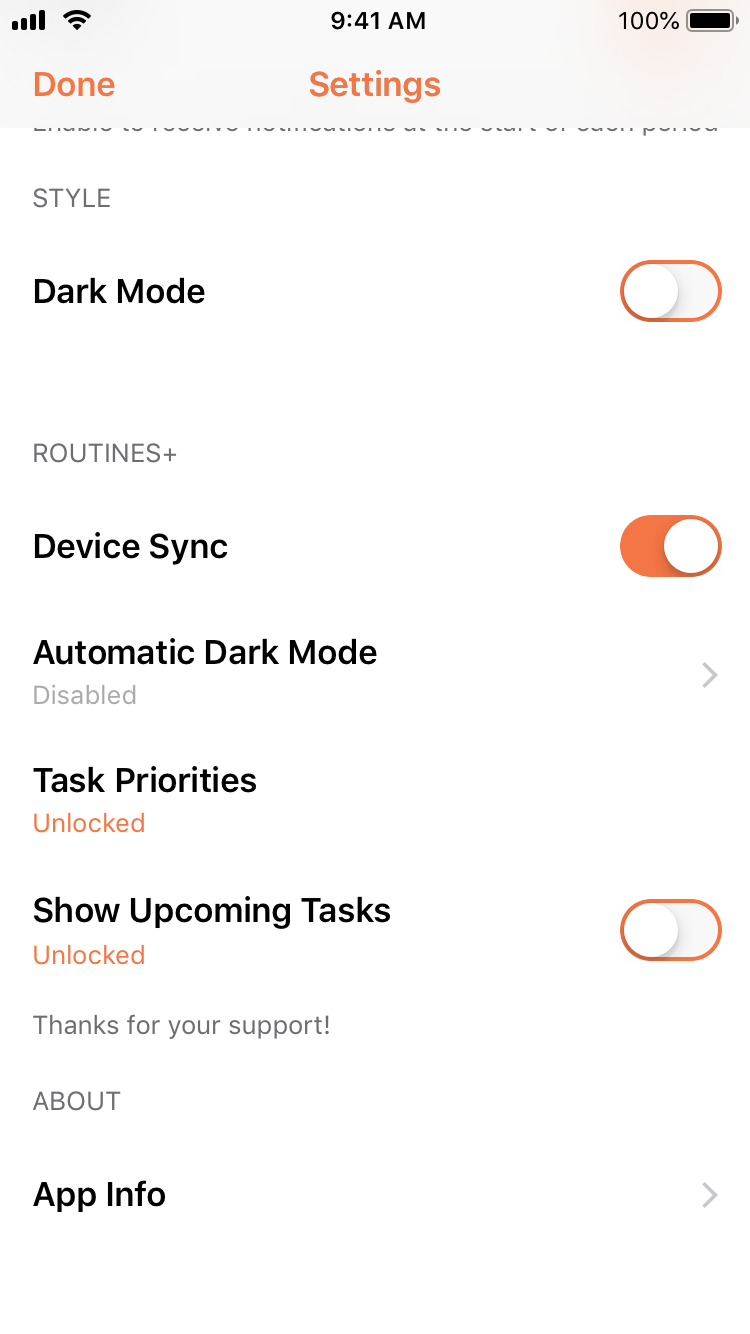 9:41 AM 100%
Done Settings
Enable to receive notifications at the start of each period
STYLE
Dark Mode
ROUTINES+
Device Sync
Automatic Dark Mode
Disabled
Task Priorities
Unlocked
Show Upcoming Tasks
Unlocked
Thanks for your support!
ABOUT
App Info